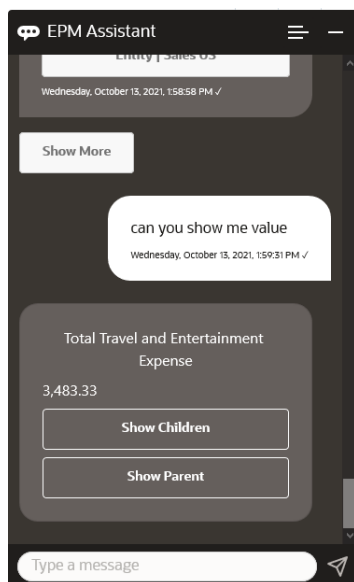 EPM Assistant
Entity | Sales US
Wednesday, October 13, 2021, 1:58:58 PM ✓
Show More
can you show me value
Wednesday, October 13, 2021, 1:59:31 PM ✓
Total Travel and Entertainment
Expense
3,483.33
Show Children
Show Parent
Type a message